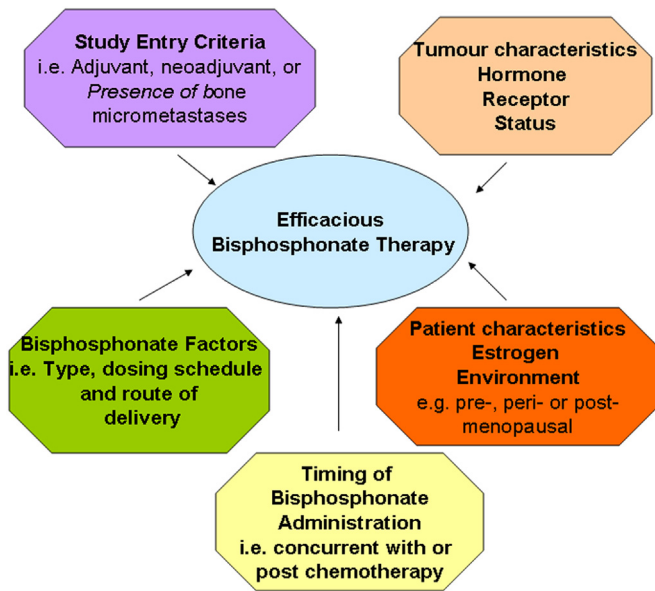 Study Entry Criteria
i.e. Adjuvant, neoadjuvant, or
Presence of bone
micrometastases
Tumour characteristics
Hormone
Receptor
Status
Efficacious
Bisphosphonate Therapy
Bisphosphonate Factors
i.e. Type, dosing schedule
and route of
delivery
Patient characteristics
Estrogen
Environment
e.g. pre-, peri- or post-
menopausal
Timing of
Bisphosphonate
Administration
i.e. concurrent with or
post chemotherapy